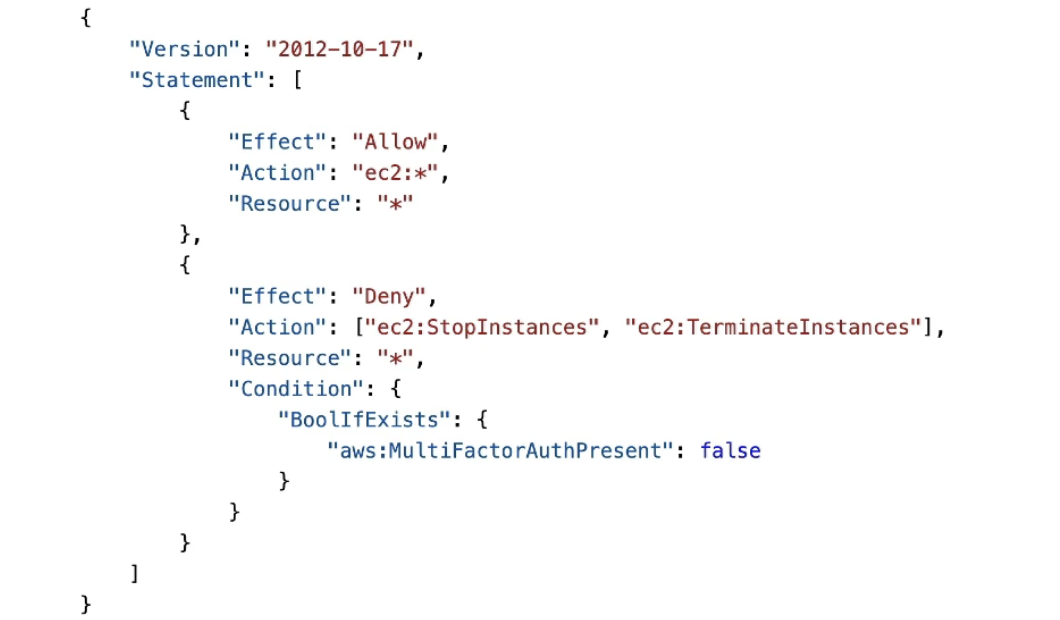 {
    "Version": "2012-10-17",
    "Statement": [
        {
            "Effect": "Allow",
            "Action": "ec2:*",
            "Resource": "*"
        },
        {
            "Effect": "Deny",
            "Action": ["ec2:StopInstances", "ec2:TerminateInstances"],
            "Resource": "*",
            "Condition": {
                "BoolIfExists": {
                    "aws:MultiFactorAuthPresent": false
                }
            }
        }
    ]
}